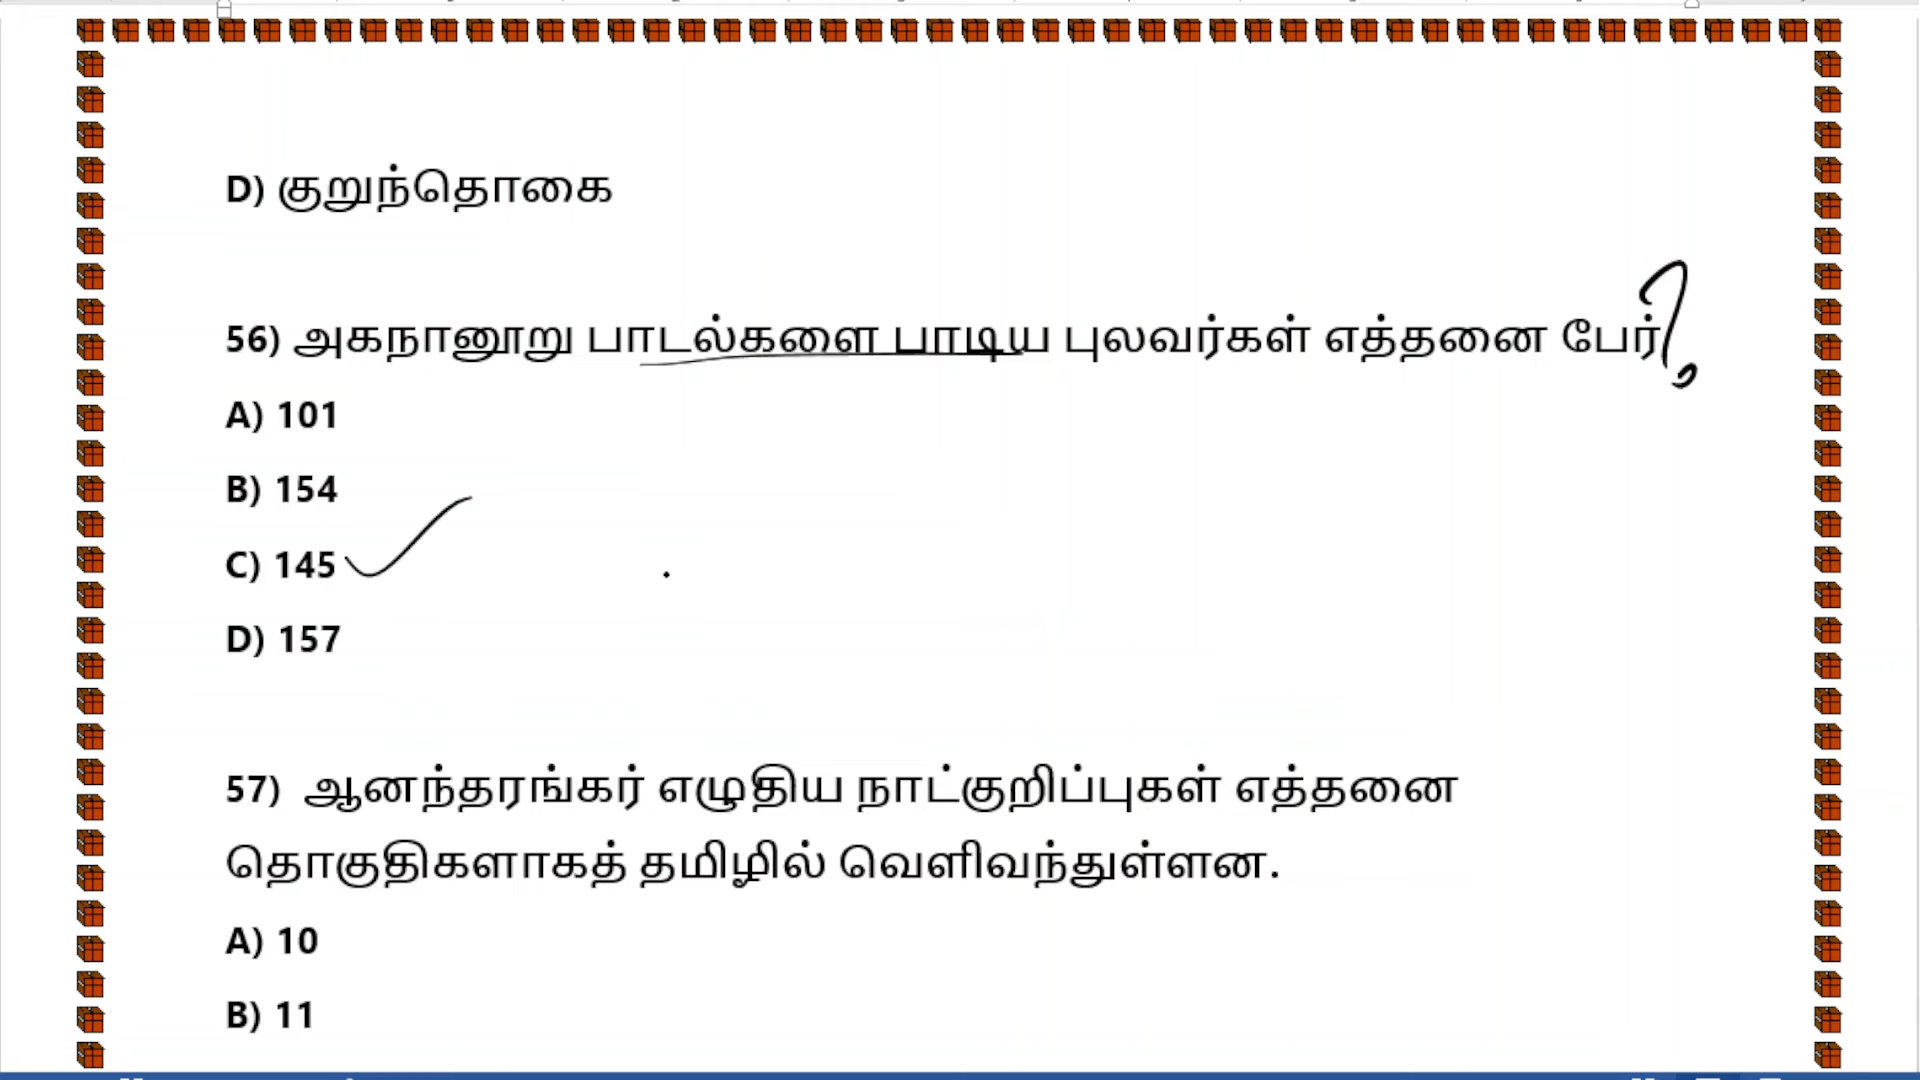 D) குறுந்தொகை
56) அகநானூறு பாடல்களை பாடிய புலவர்கள் எத்தனை பேர்?
A) 101
B) 154
C) 145
D) 157
57) ஆனந்தரங்கர் எழுதிய நாட்குறிப்புகள் எத்தனை
தொகுதிகளாகத் தமிழில் வெளிவந்துள்ளன.
A) 10
B) 11